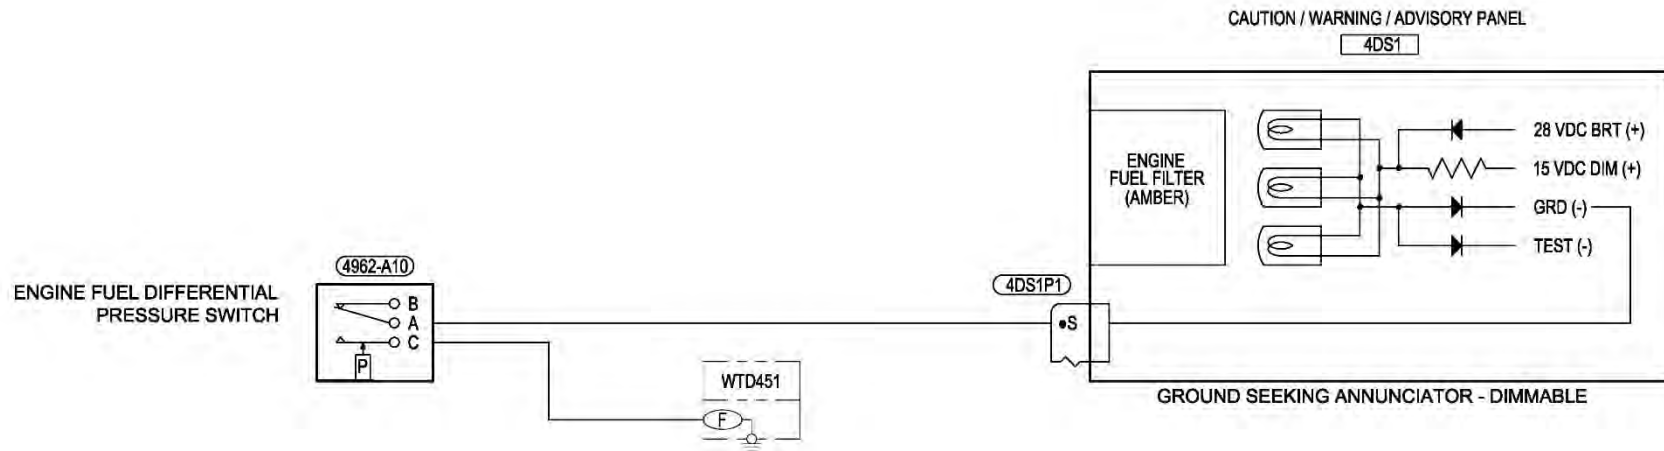 CAUTION / WARNING / ADVISORY PANEL
4DS1
ENGINE
FUEL FILTER
(AMBER)
28 VDC BRT (+)
15 VDC DIM (+)
GRD (-)
TEST (-)
4962-A10
ENGINE FUEL DIFFERENTIAL
PRESSURE SWITCH
B
A
C
P
4DS1P1
S
WTD451
F
GROUND SEEKING ANNUNCIATOR - DIMMABLE